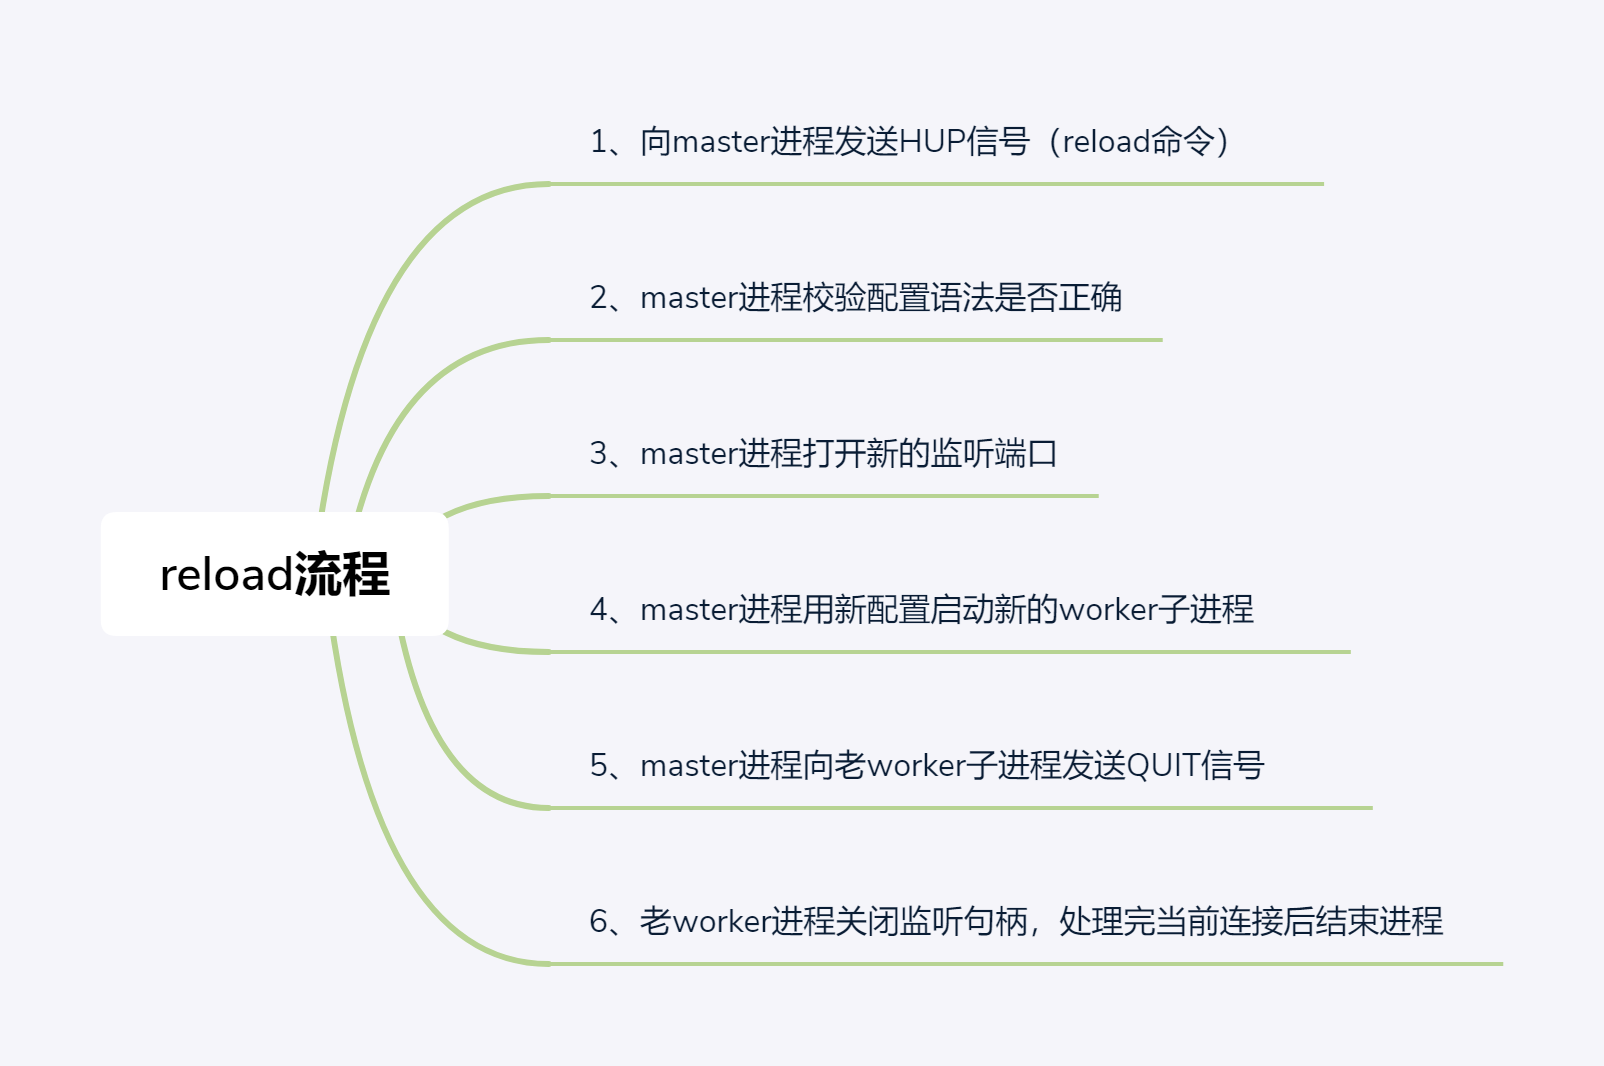 1、向master进程发送HUP信号（reload命令）
2、master进程校验配置语法是否正确
3、master进程打开新的监听端口
reload流程
4、master进程用新配置启动新的worker子进程
5、master进程向老worker子进程发送QUIT信号
6、老worker进程关闭监听句柄，处理完当前连接后结束进程